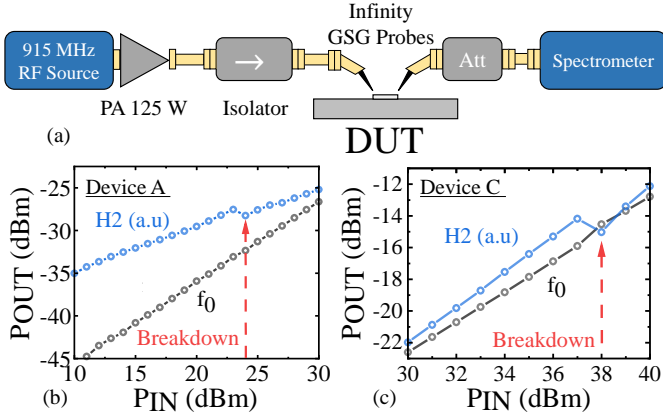 Infinity
GSG Probes
915 MHz
RF Source
→
Att
Spectrometer
PA 125 W
Isolator
DUT
(a)
Device A
H2 (a.u)
f0
Breakdown
POUT (dBm)
-25
-30
-35
-40
-45
10
15
20
25
30
PIN (dBm)
(b)
Device C
H2 (a.u)
f0
Breakdown
POUT (dBm)
-12
-14
-16
-18
-20
-22
30
32
34
36
38
40
PIN (dBm)
(c)